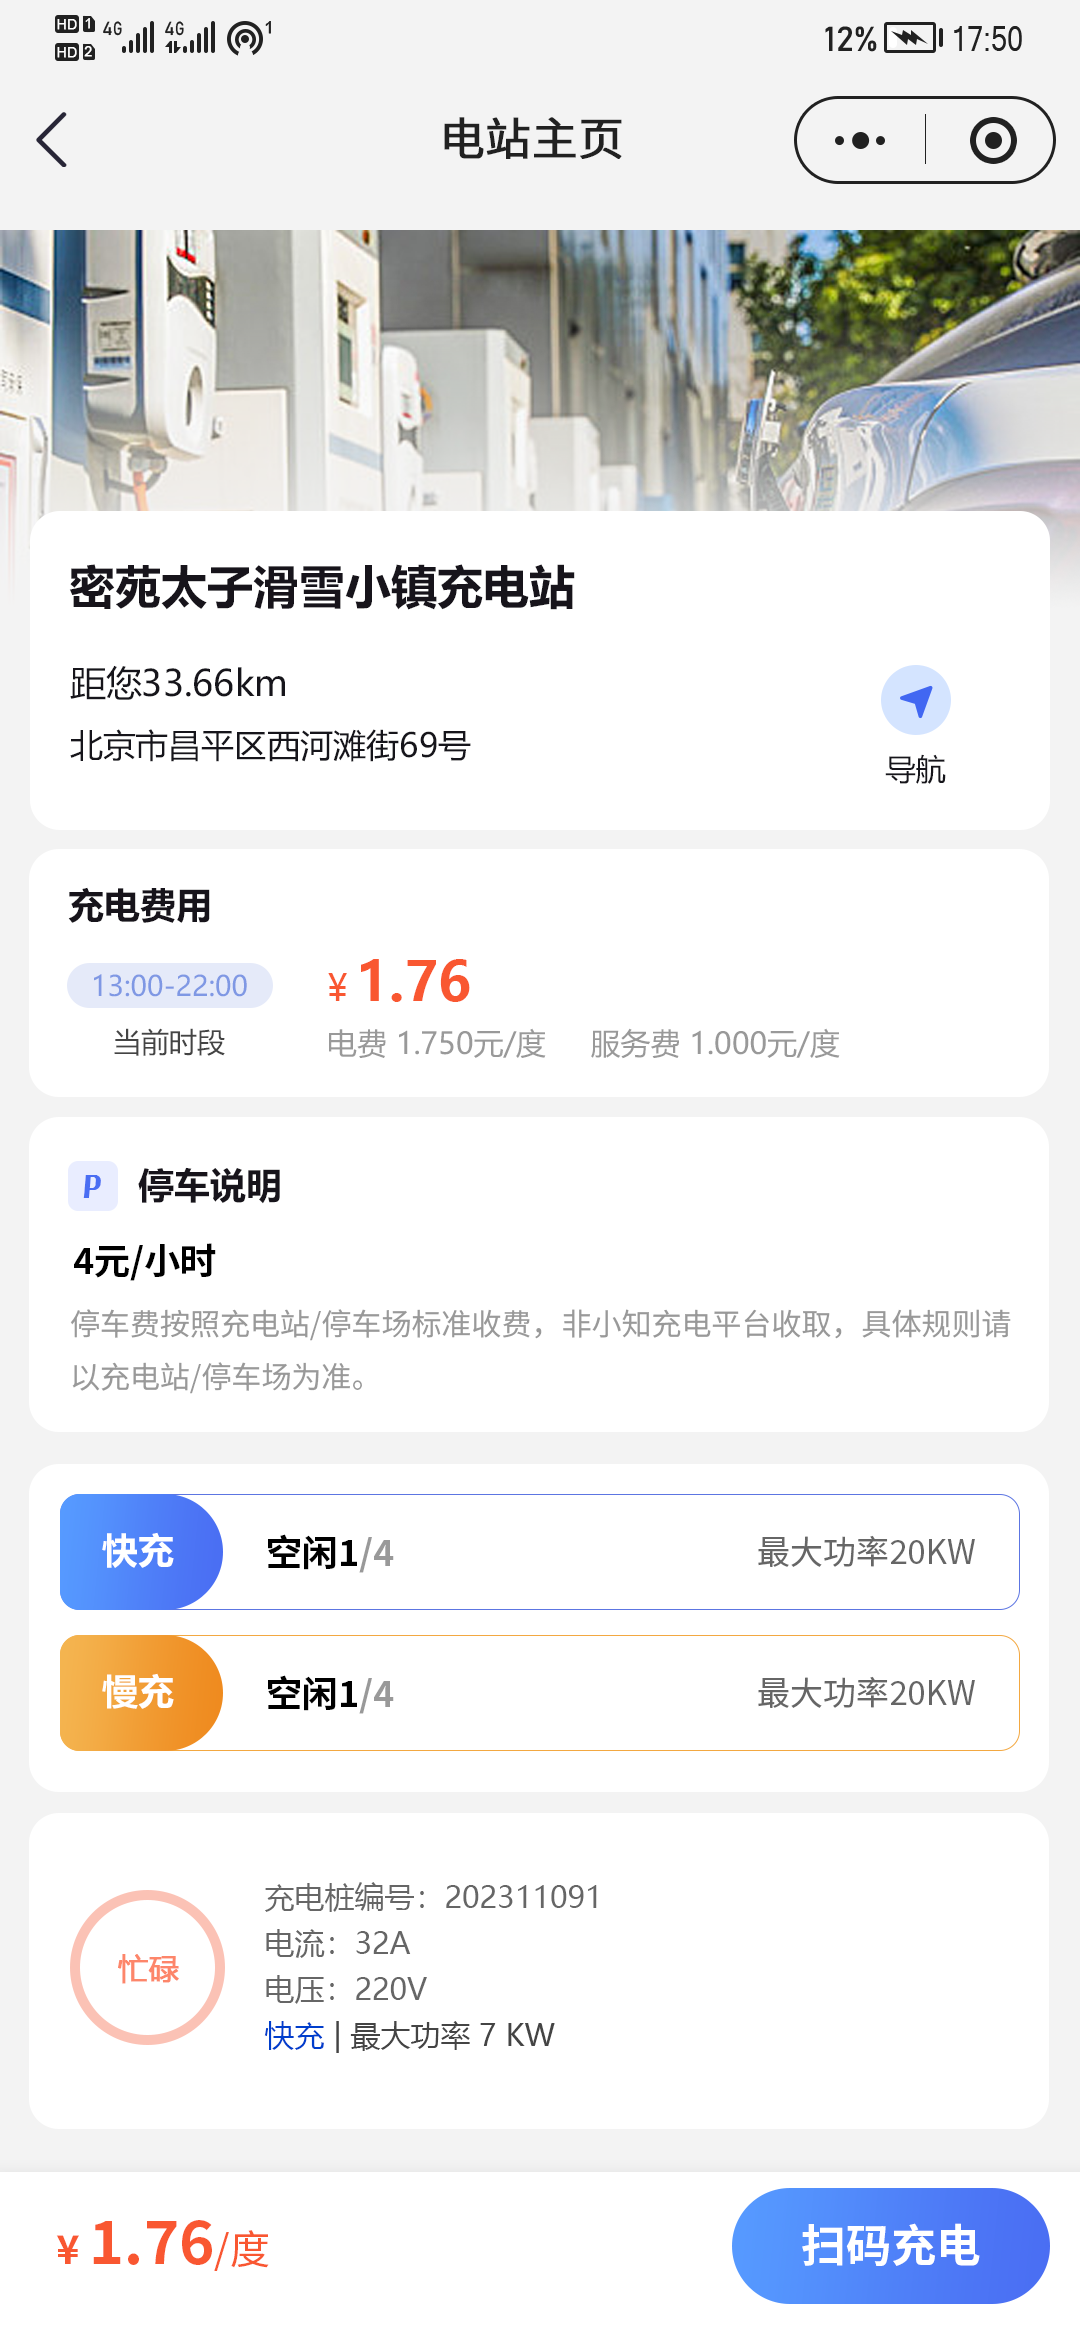 HD 1 4G 4G 1
HD 2
12% 17:50
电站主页
密苑太子滑雪小镇充电站
距您33.66km
北京市昌平区西河滩街69号
导航
充电费用
13:00-22:00
¥ 1.76
当前时段
电费 1.750元/度 服务费 1.000元/度
P 停车说明
4元/小时
停车费按照充电站/停车场标准收费，非小知充电平台收取，具体规则请
以充电站/停车场为准。
快充 空闲1/4 最大功率20KW
慢充 空闲1/4 最大功率20KW
忙碌
充电桩编号：202311091
电流：32A
电压：220V
快充 | 最大功率 7 KW
¥ 1.76/度
扫码充电